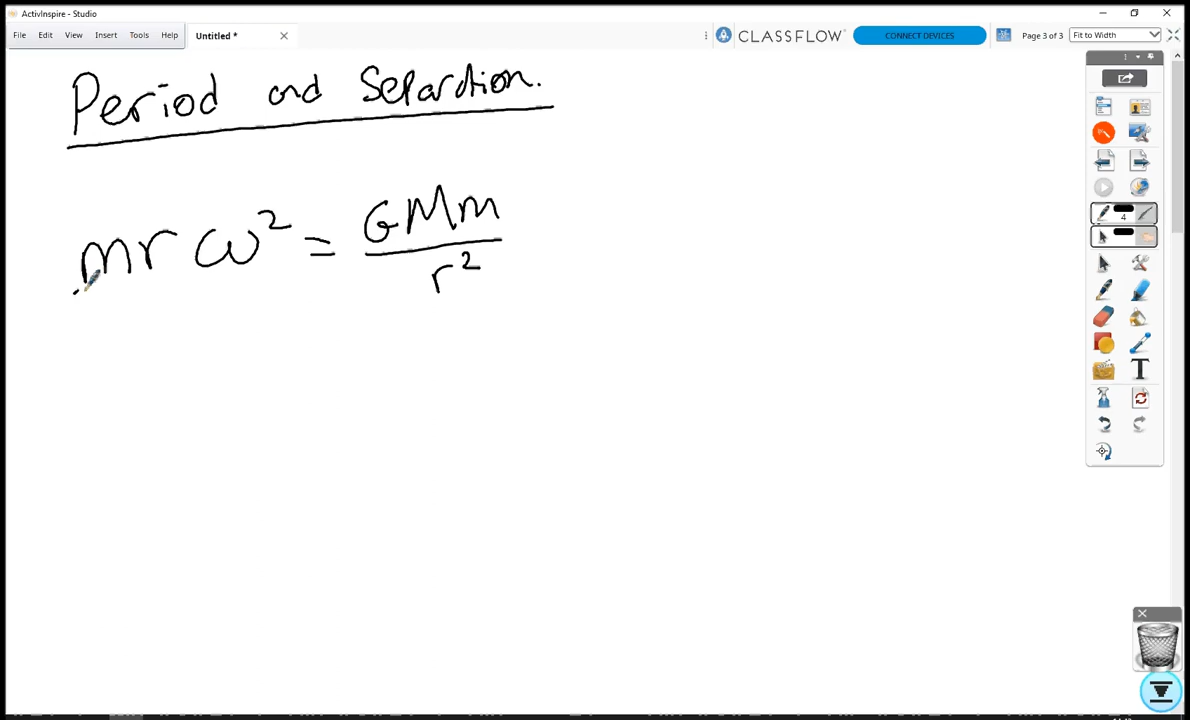 ActivInspire - Studio
File Edit View Insert Tools Help Untitled * CLASSFLOW CONNECT DEVICES Page 3 of 3 Fit to Width
Period and Separation.
mrω² = GMm / r²
4
T